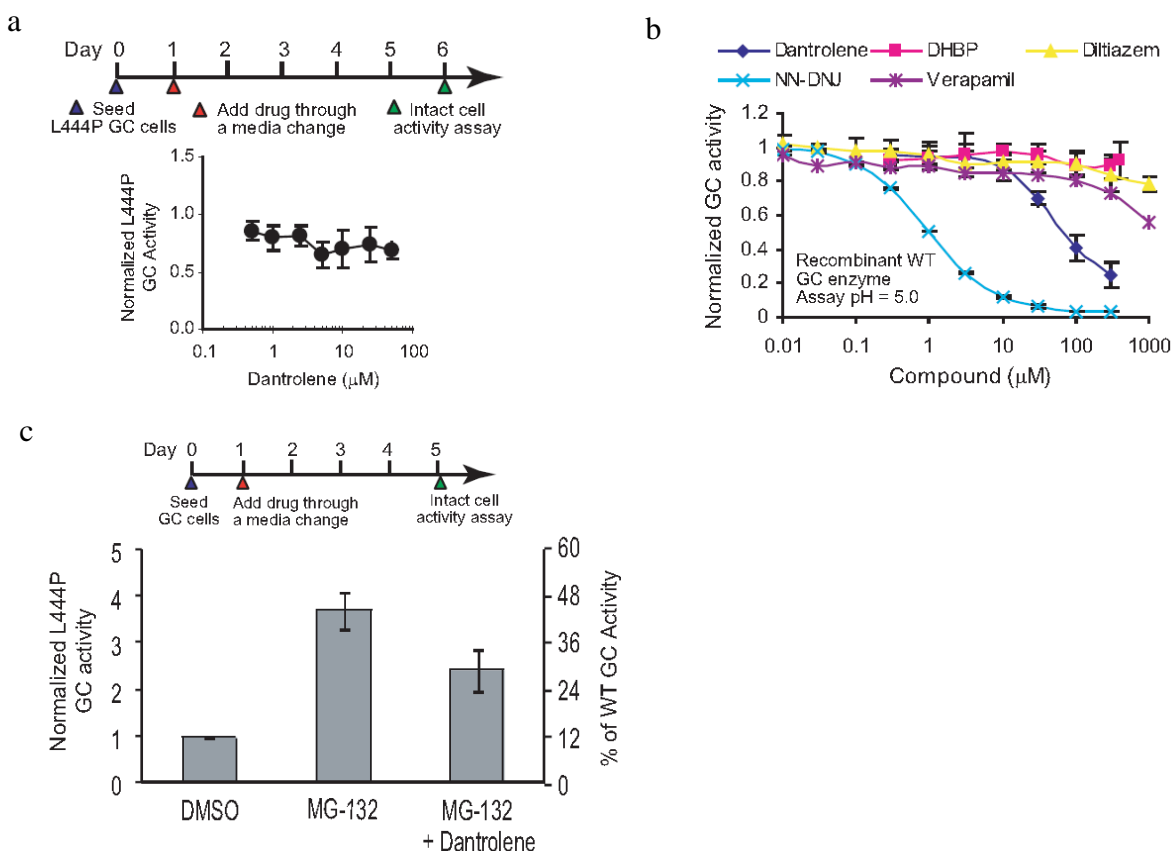 a
Day 0 1 2 3 4 5 6
Seed
L444P GC cells
Add drug through
a media change
Intact cell
activity assay
Normalized L444P
GC Activity
1.5
1.0
0.5
0.0
0.1 1 10 100
Dantrolene (μM)
b
Dantrolene DHBP Diltiazem
NN-DNJ Verapamil
Normalized GC activity
1.2
1
0.8
0.6
0.4
0.2
0
Recombinant WT
GC enzyme
Assay pH = 5.0
0.01 0.1 1 10 100 1000
Compound (μM)
c
Day 0 1 2 3 4 5
Seed
GC cells
Add drug through
a media change
Intact cell
activity assay
Normalized L444P
GC activity
5
4
3
2
1
0
60
48
36
24
12
0
% of WT GC Activity
DMSO MG-132 MG-132
+ Dantrolene